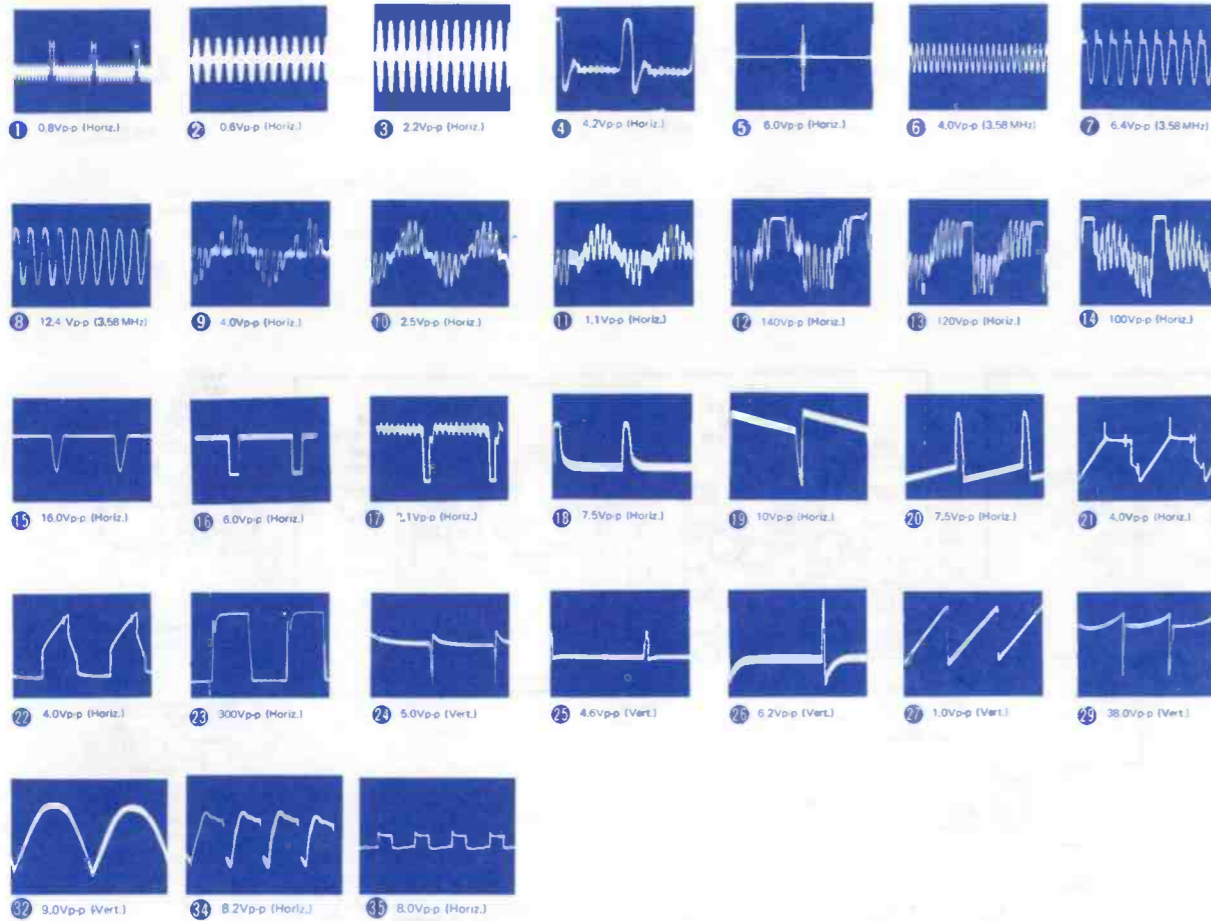 1 0.8Vp-p (Horiz.)
2 0.6Vp-p (Horiz.)
3 2.2Vp-p (Horiz.)
4 4.2Vp-p (Horiz.)
5 6.0Vp-p (Horiz.)
6 4.0Vp-p (3.58 MHz)
7 6.4Vp-p (3.58 MHz)
8 12.4 Vp-p (3.58 MHz)
9 4.0Vp-p (Horiz.)
10 2.5Vp-p (Horiz.)
11 1.1Vp-p (Horiz.)
12 140Vp-p (Horiz.)
13 120Vp-p (Horiz.)
14 100Vp-p (Horiz.)
15 16.0Vp-p (Horiz.)
16 6.0Vp-p (Horiz.)
17 (Horiz.)
18 7.5Vp-p (Horiz.)
19 10Vp-p (Horiz.)
20 7.5Vp-p (Horiz.)
21 4.0Vp-p (Horiz.)
22 4.0Vp-p (Horiz.)
23 300Vp-p (Horiz.)
24 5.0Vp-p (Vert.)
25 4.6Vp-p (Vert.)
26 6.2Vp-p (Vert.)
27 1.0Vp-p (Vert.)
29 38.0Vp-p (Vert.)
32 9.0Vp-p (Vert.)
34 8.2Vp-p (Horiz.)
35 8.0Vp-p (Horiz.)